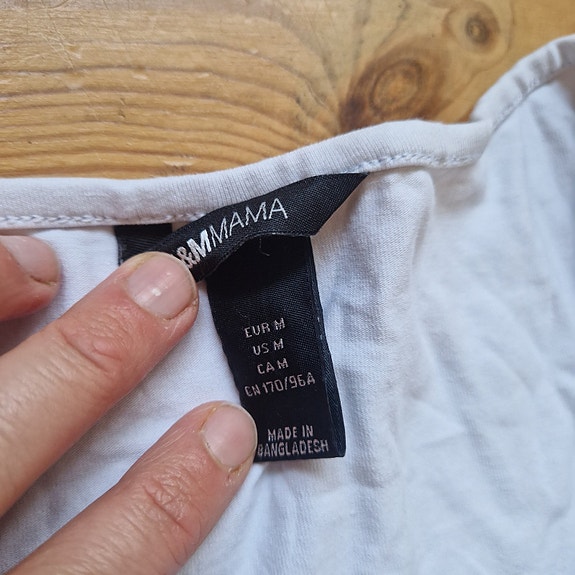 &MMAMA
EUR M
US M
CA M
CN 170/96A
MADE IN
BANGLADESH